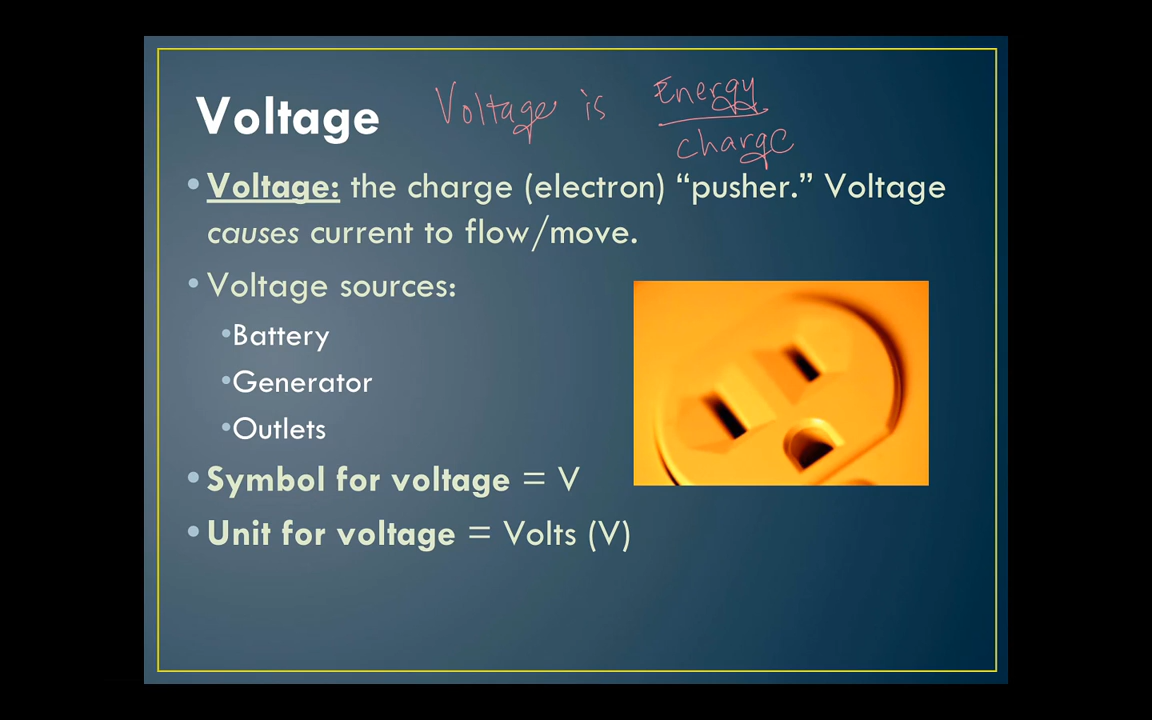 Voltage
Voltage is Energy
charge
• Voltage: the charge (electron) “pusher.” Voltage
causes current to flow/move.
• Voltage sources:
•Battery
•Generator
•Outlets
• Symbol for voltage = V
• Unit for voltage = Volts (V)